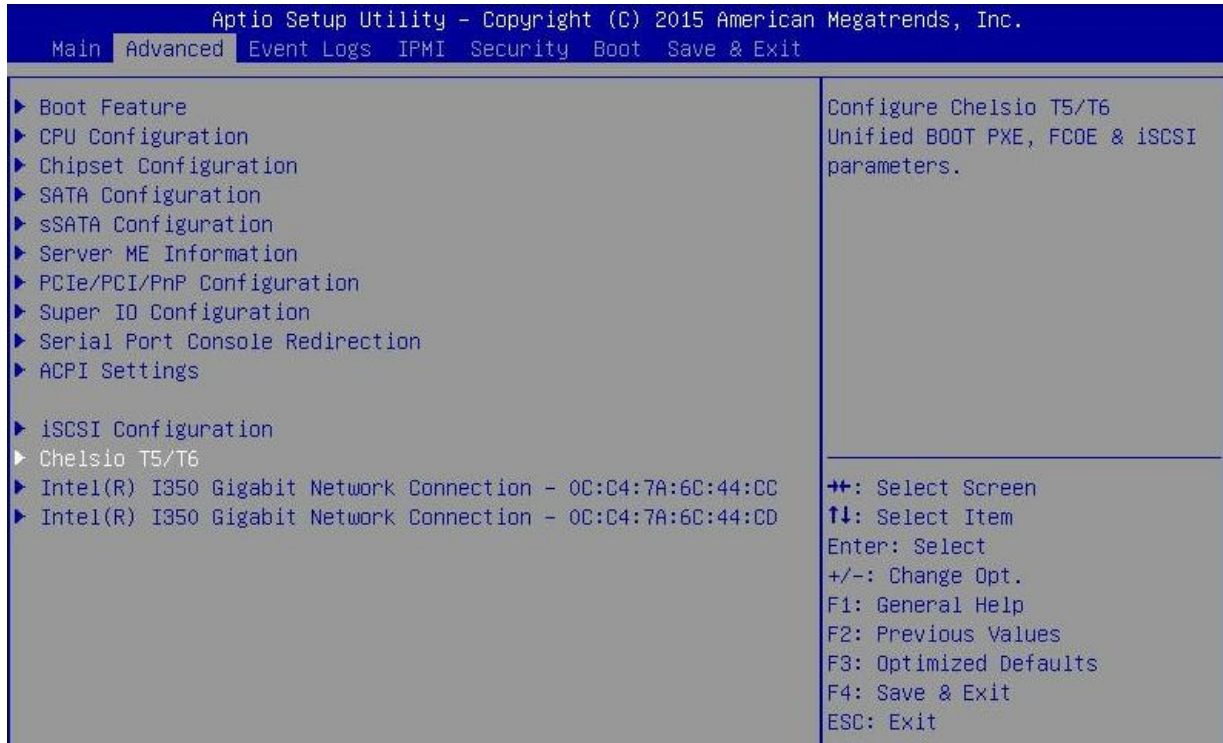 Aptio Setup Utility – Copyright (C) 2015 American Megatrends, Inc.
Main Advanced Event Logs IPMI Security Boot Save & Exit
▶ Boot Feature
▶ CPU Configuration
▶ Chipset Configuration
▶ SATA Configuration
▶ sSATA Configuration
▶ Server ME Information
▶ PCIe/PCI/PnP Configuration
▶ Super IO Configuration
▶ Serial Port Console Redirection
▶ ACPI Settings
▶ iSCSI Configuration
▶ Chelsio T5/T6
▶ Intel(R) I350 Gigabit Network Connection – 0C:C4:7A:6C:44:CC
▶ Intel(R) I350 Gigabit Network Connection – 0C:C4:7A:6C:44:CD
Configure Chelsio T5/T6
Unified BOOT PXE, FCOE & iSCSI
parameters.
→←: Select Screen
↑↓: Select Item
Enter: Select
+/-: Change Opt.
F1: General Help
F2: Previous Values
F3: Optimized Defaults
F4: Save & Exit
ESC: Exit